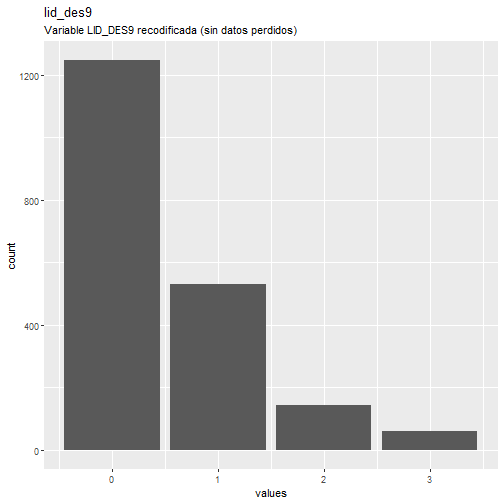 lid_des9
Variable LID_DES9 recodificada (sin datos perdidos)
1200
800
400
0
count
0 1 2 3
values